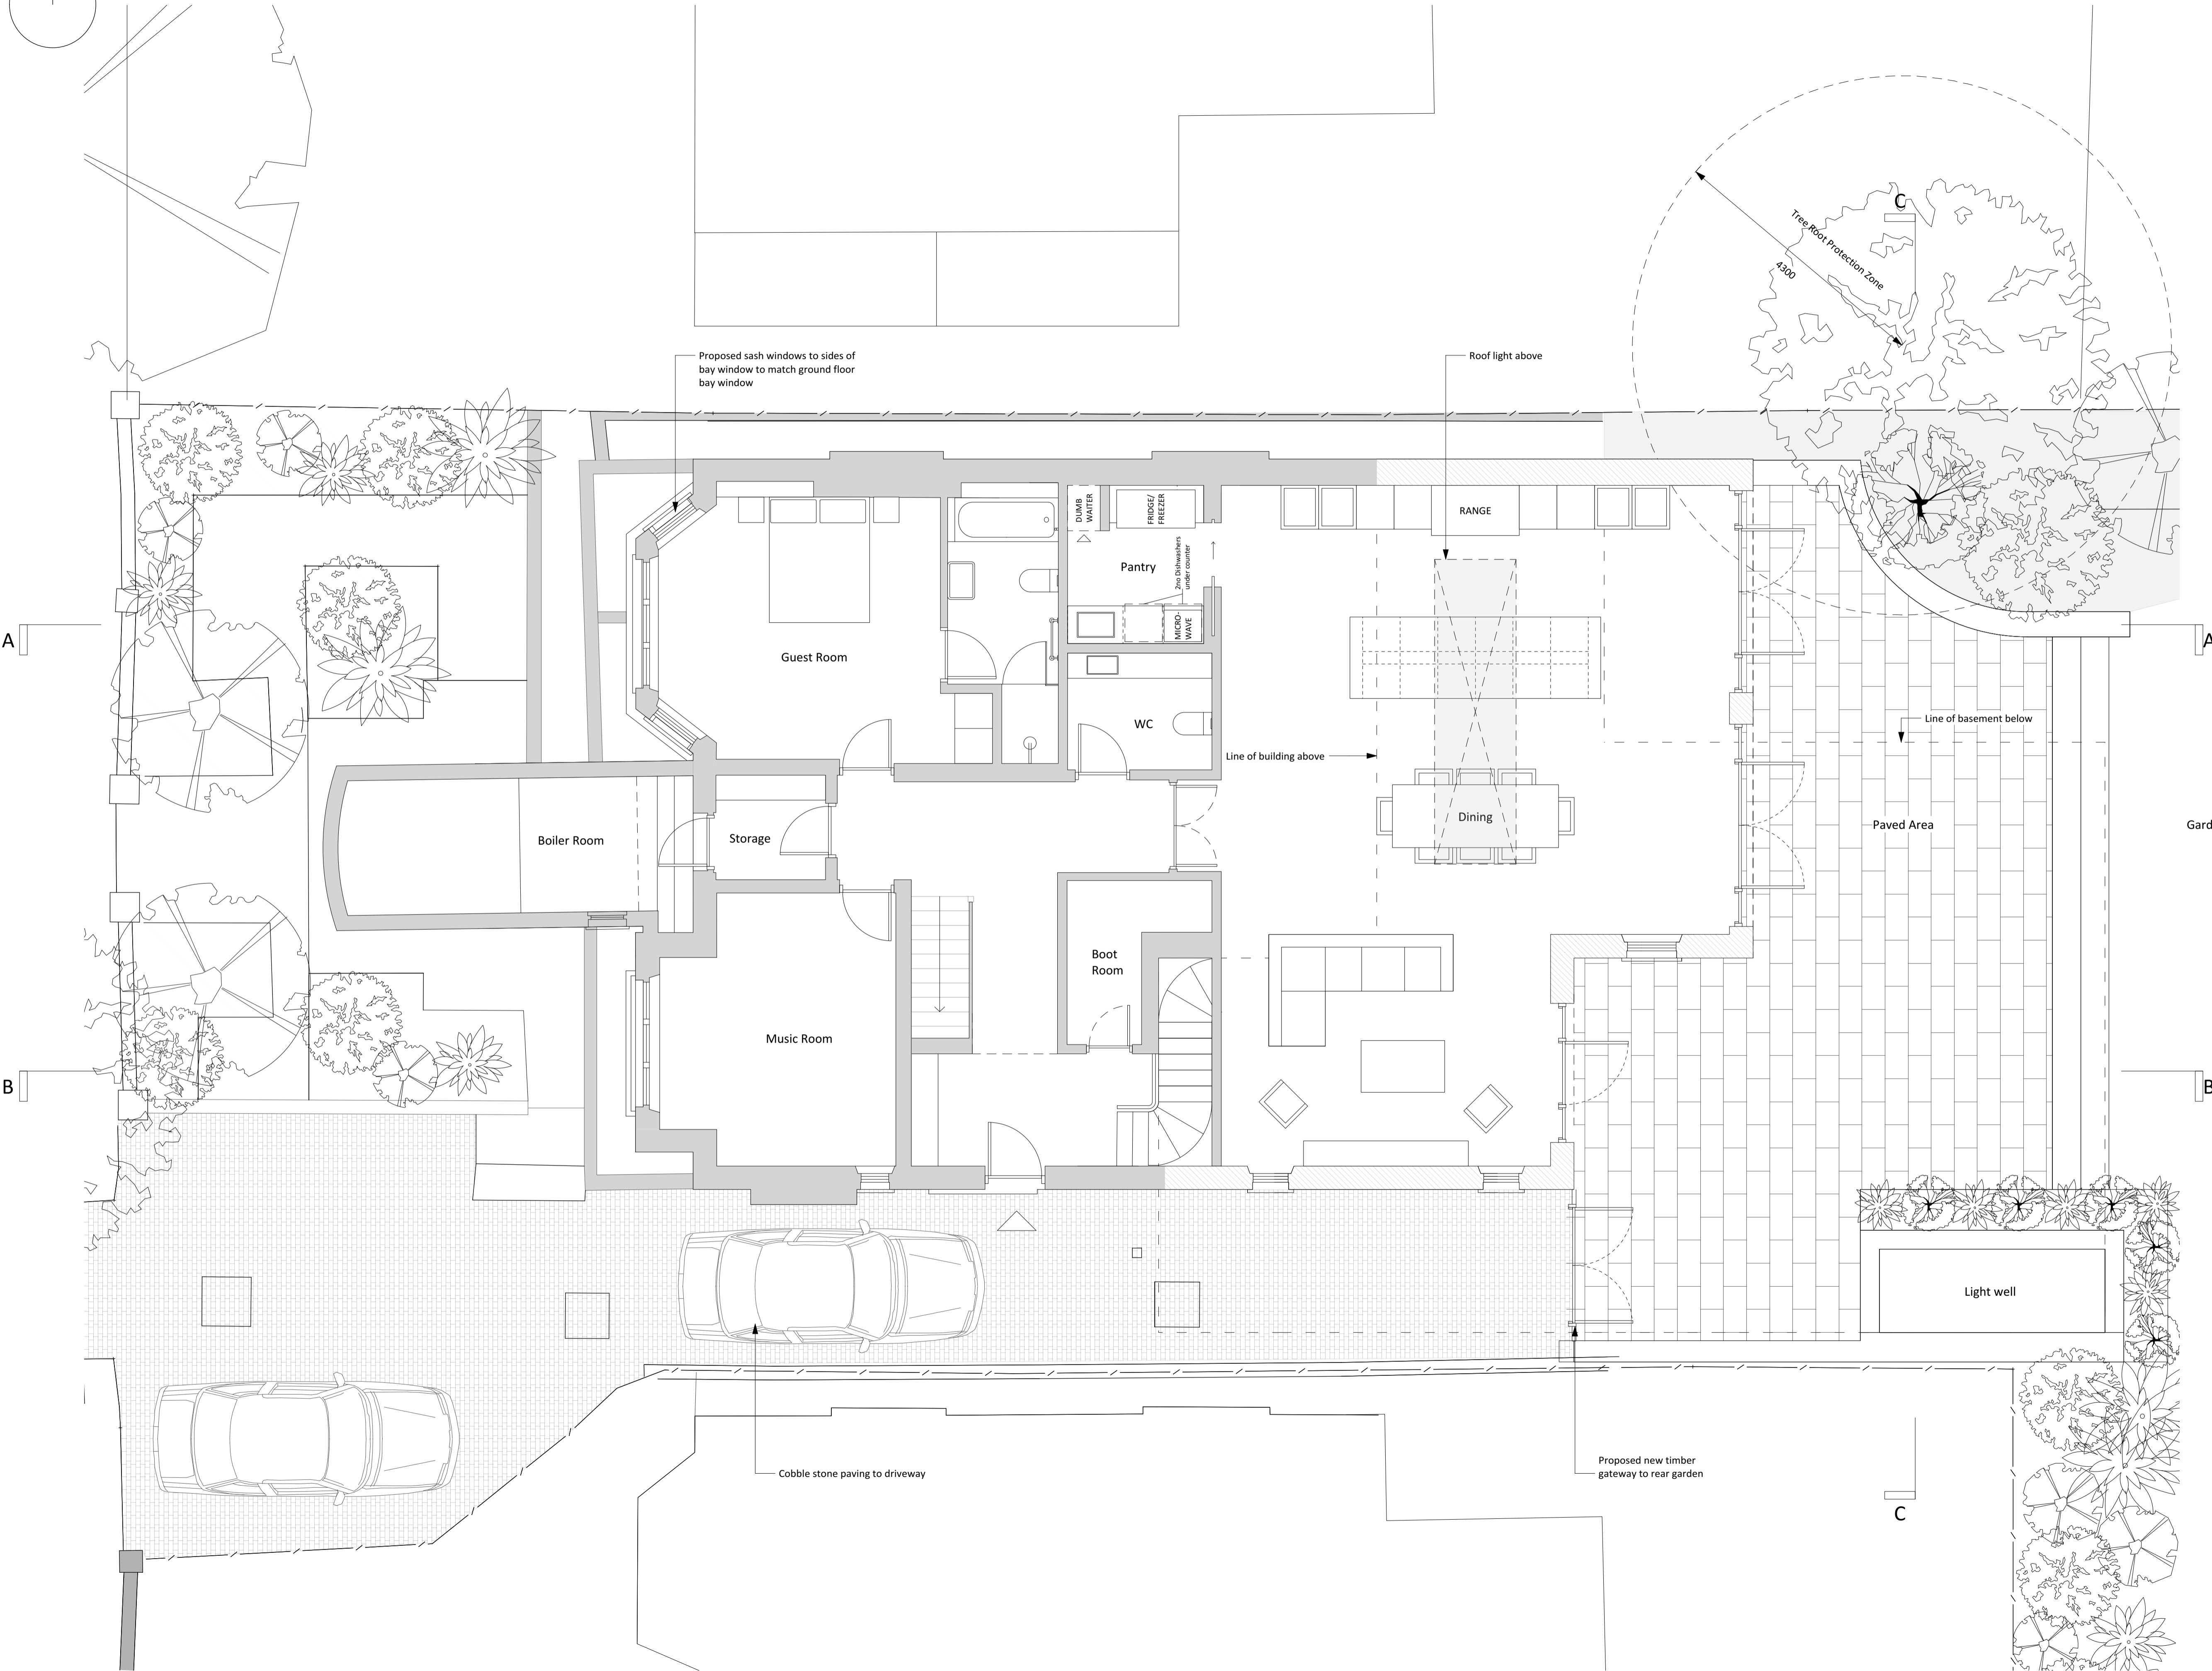 C
Tree Root Protection Zone
4300
Proposed sash windows to sides of
bay window to match ground floor
bay window
Roof light above
DUMB
WAITER
FRIDGE/
FREEZER
RANGE
Pantry
2no Dishwashers
under counter
MICRO-
WAVE
A
A
Guest Room
WC
Line of basement below
Line of building above
Boiler Room
Storage
Dining
Paved Area
Gard
Boot
Room
Music Room
B
B
Light well
Cobble stone paving to driveway
Proposed new timber
gateway to rear garden
C